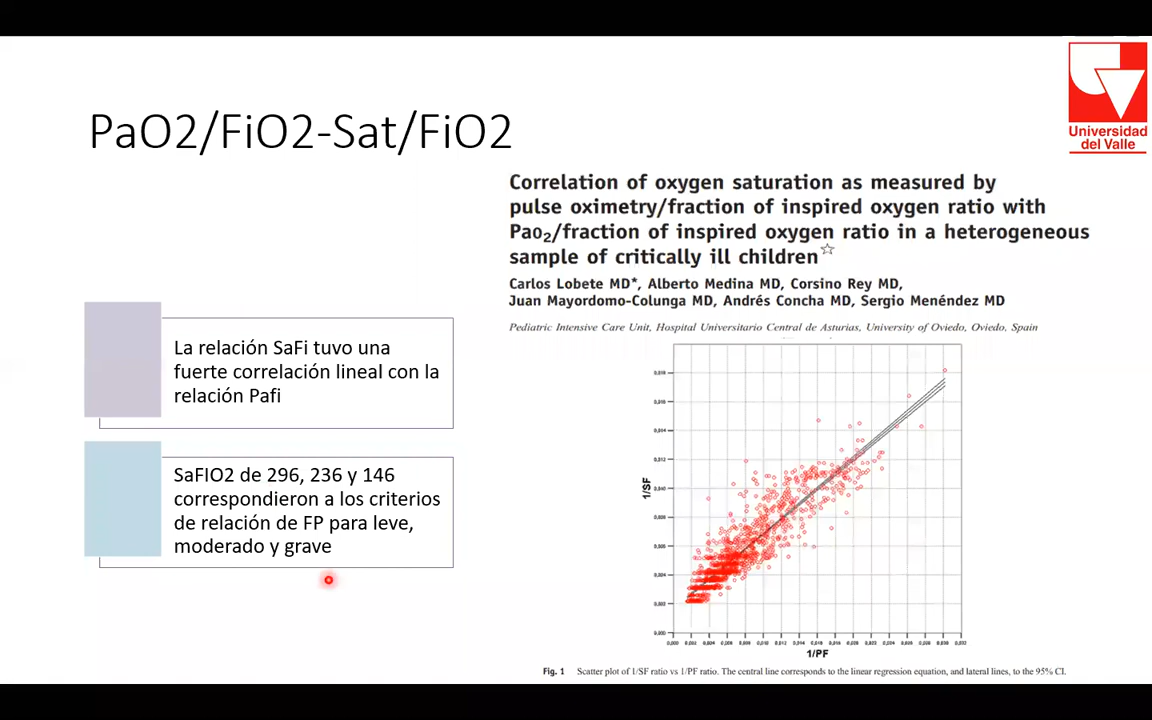 Universidad
del Valle
PaO2/FiO2-Sat/FiO2
Correlation of oxygen saturation as measured by
pulse oximetry/fraction of inspired oxygen ratio with
Pao₂/fraction of inspired oxygen ratio in a heterogeneous
sample of critically ill children☆
Carlos Lobete MD*, Alberto Medina MD, Corsino Rey MD,
Juan Mayordomo-Colunga MD, Andrés Concha MD, Sergio Menéndez MD
Pediatric Intensive Care Unit, Hospital Universitario Central de Asturias, University of Oviedo, Oviedo, Spain
La relación SaFi tuvo una
fuerte correlación lineal con la
relación Pafi
SaFIO2 de 296, 236 y 146
correspondieron a los criterios
de relación de FP para leve,
moderado y grave
1/SF
1/PF
Fig. 1 Scatter plot of 1/SF ratio vs 1/PF ratio. The central line corresponds to the linear regression equation, and lateral lines, to the 95% CI.